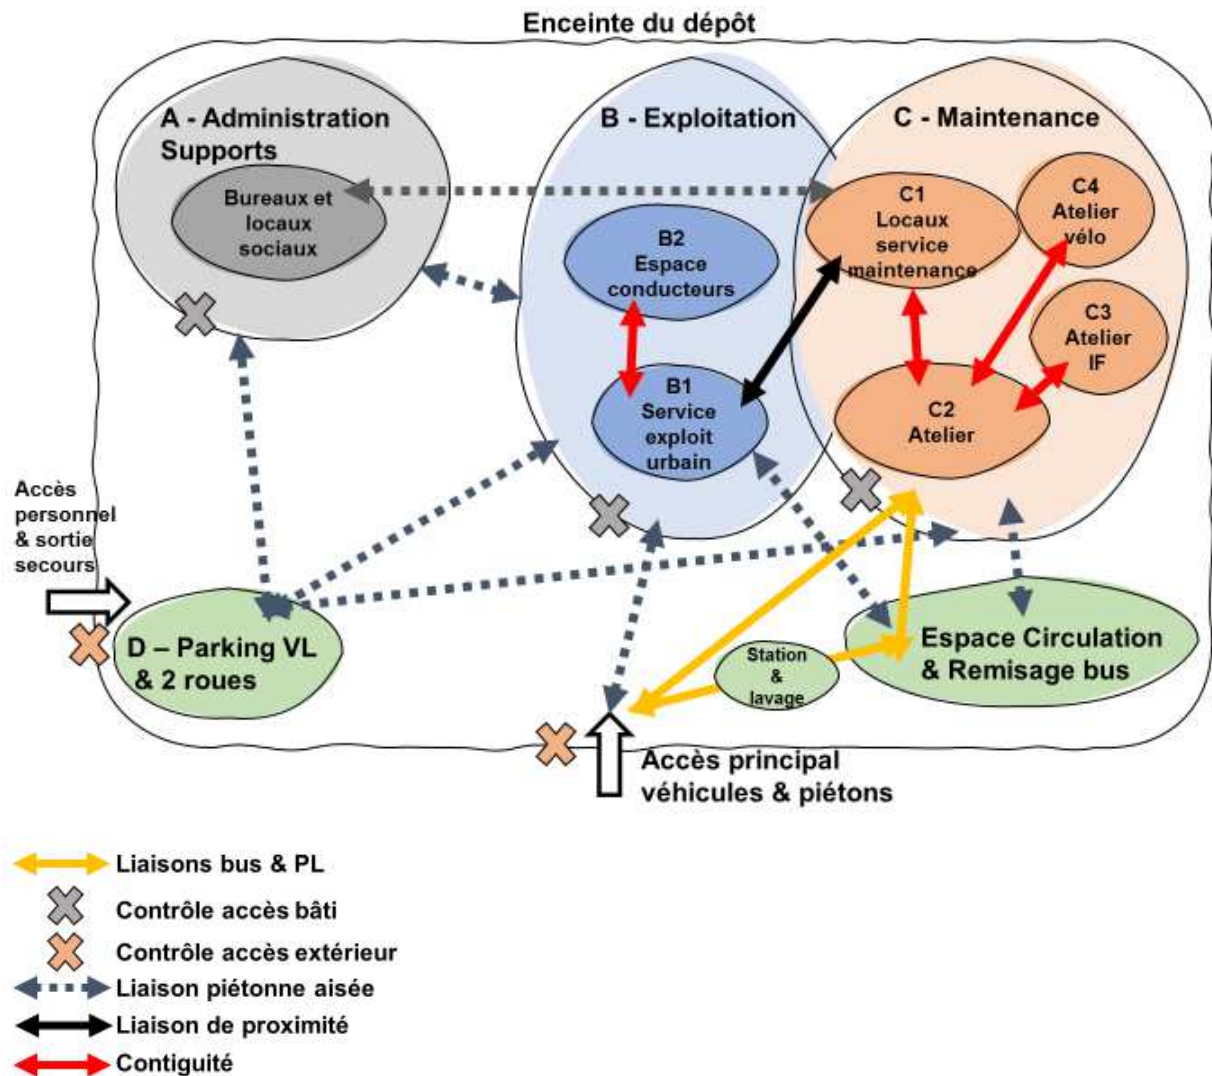 Enceinte du dépôt
A - Administration
Supports
Bureaux et
locaux
sociaux
B - Exploitation
B2
Espace
conducteurs
B1
Service
exploit
urbain
C - Maintenance
C1
Locaux
service
maintenance
C4
Atelier
vélo
C3
Atelier
IF
C2
Atelier
Accès
personnel
& sortie
secours
D – Parking VL
& 2 roues
Station
&
lavage
Espace Circulation
& Remisage bus
Accès principal
véhicules & piétons
Liaisons bus & PL
Contrôle accès bâti
Contrôle accès extérieur
Liaison piétonne aisée
Liaison de proximité
Contiguité